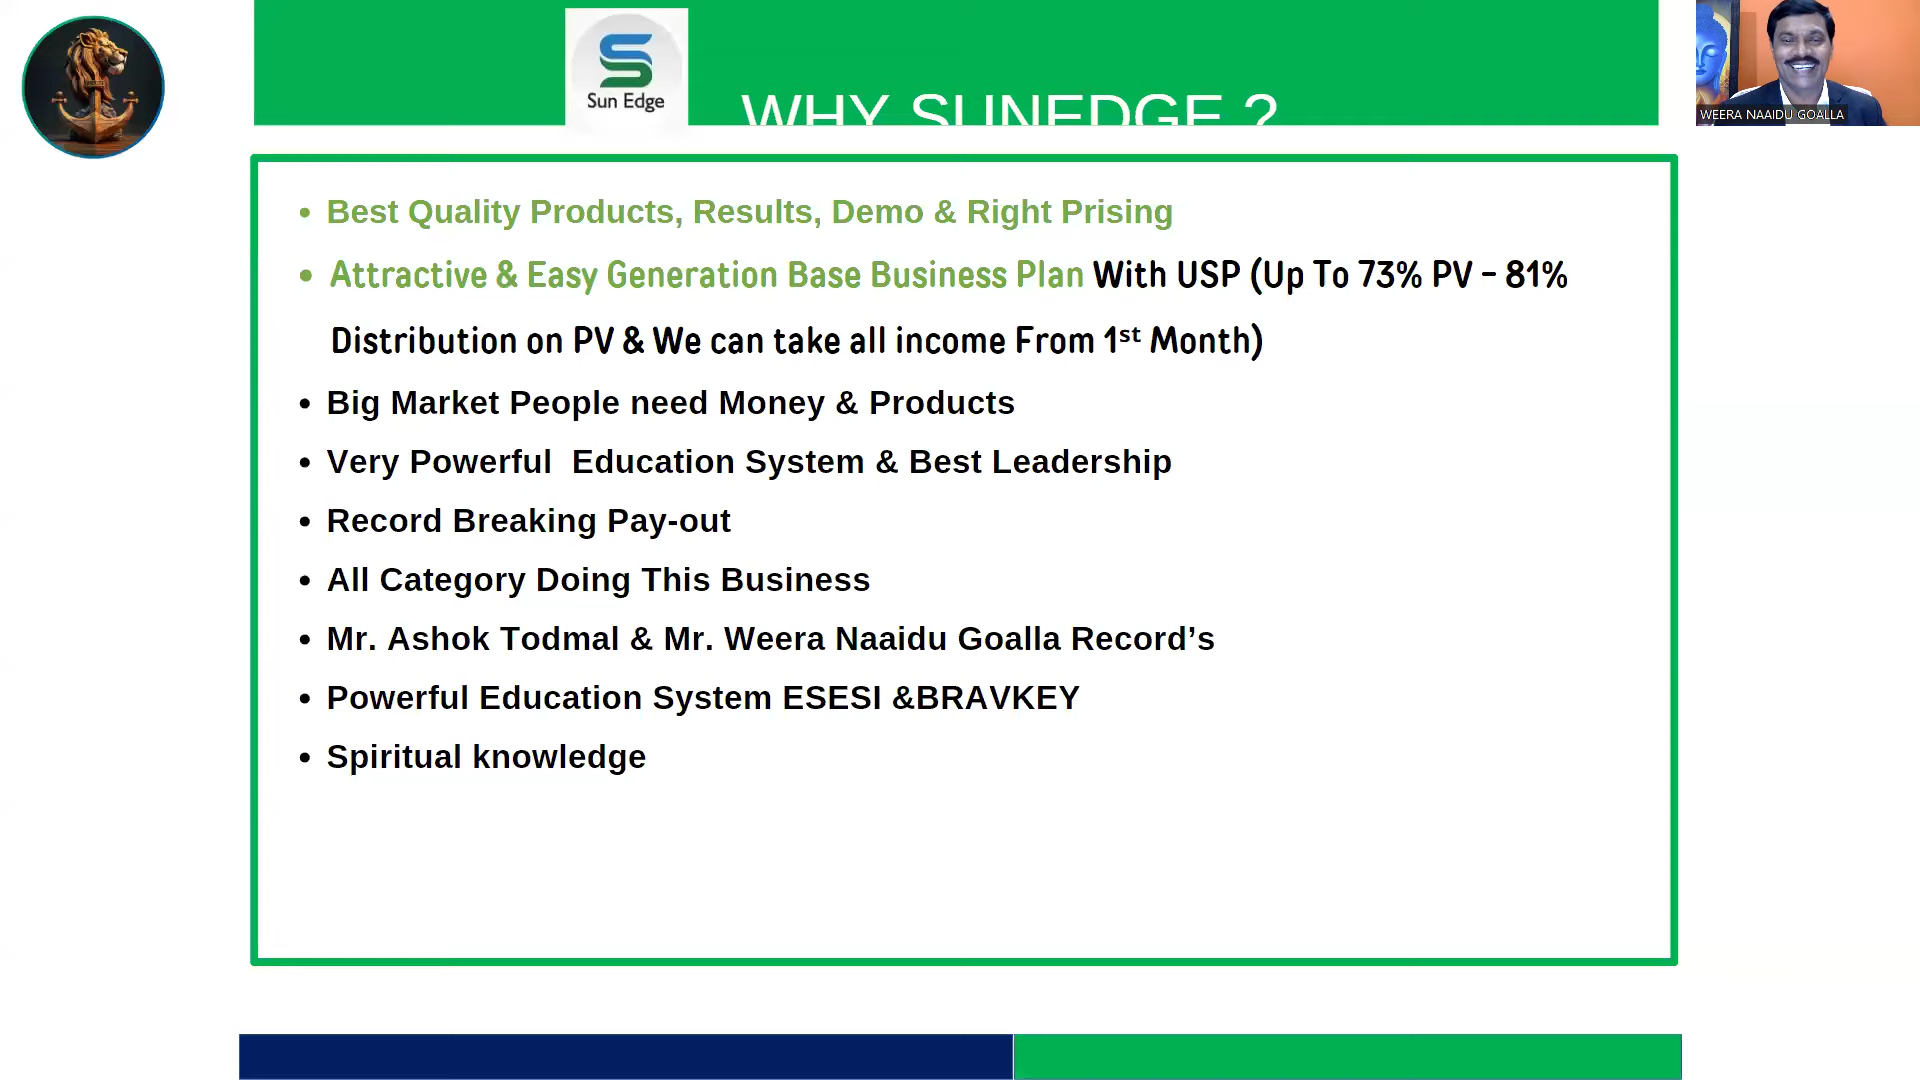 Sun Edge
WHY SUNEDGE ?
WEERA NAAIDU GOALLA
• Best Quality Products, Results, Demo & Right Prising
• Attractive & Easy Generation Base Business Plan With USP (Up To 73% PV – 81%
Distribution on PV & We can take all income From 1st Month)
• Big Market People need Money & Products
• Very Powerful  Education System & Best Leadership
• Record Breaking Pay-out
• All Category Doing This Business
• Mr. Ashok Todmal & Mr. Weera Naaidu Goalla Record’s
• Powerful Education System ESESI &BRAVKEY
• Spiritual knowledge